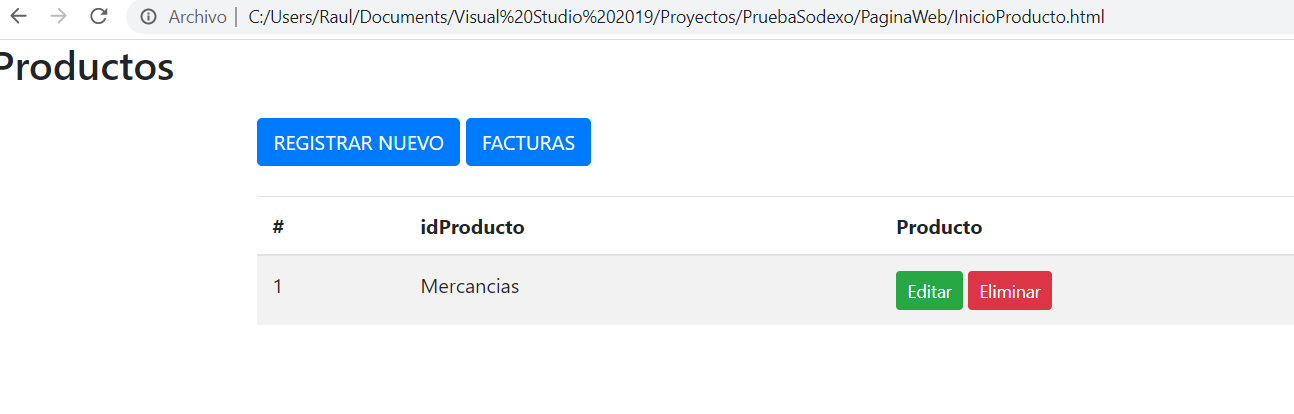 Archivo | C:/Users/Raul/Documents/Visual%20Studio%202019/Proyectos/PruebaSodexo/PaginaWeb/InicioProducto.html
Productos
REGISTRAR NUEVO FACTURAS
# idProducto Producto
1 Mercancias Editar Eliminar